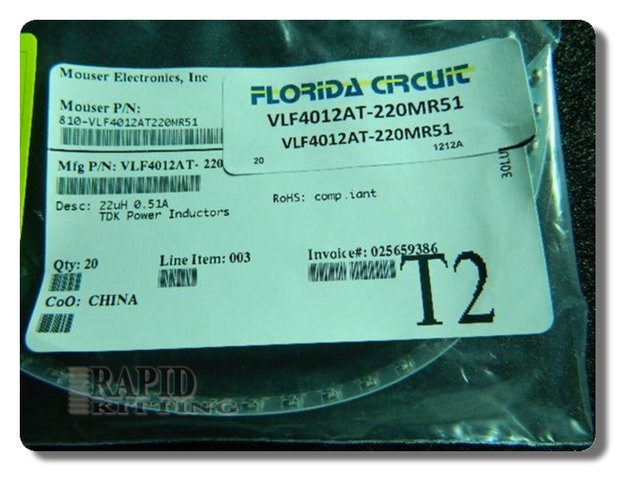 Mouser Electronics, Inc
Mouser P/N:
810-VLF4012AT220MR51
FLORIDA CIRCUIT
VLF4012AT-220MR51
VLF4012AT-220MR51
20
1212A
Mfg P/N: VLF4012AT- 220
Desc: 22uH 0.51A
TDK Power Inductors
RoHS: comp.iant
Qty: 20
Line Item: 003
Invoice#: 025659386
CoO: CHINA
T2
RAPID
KITTING